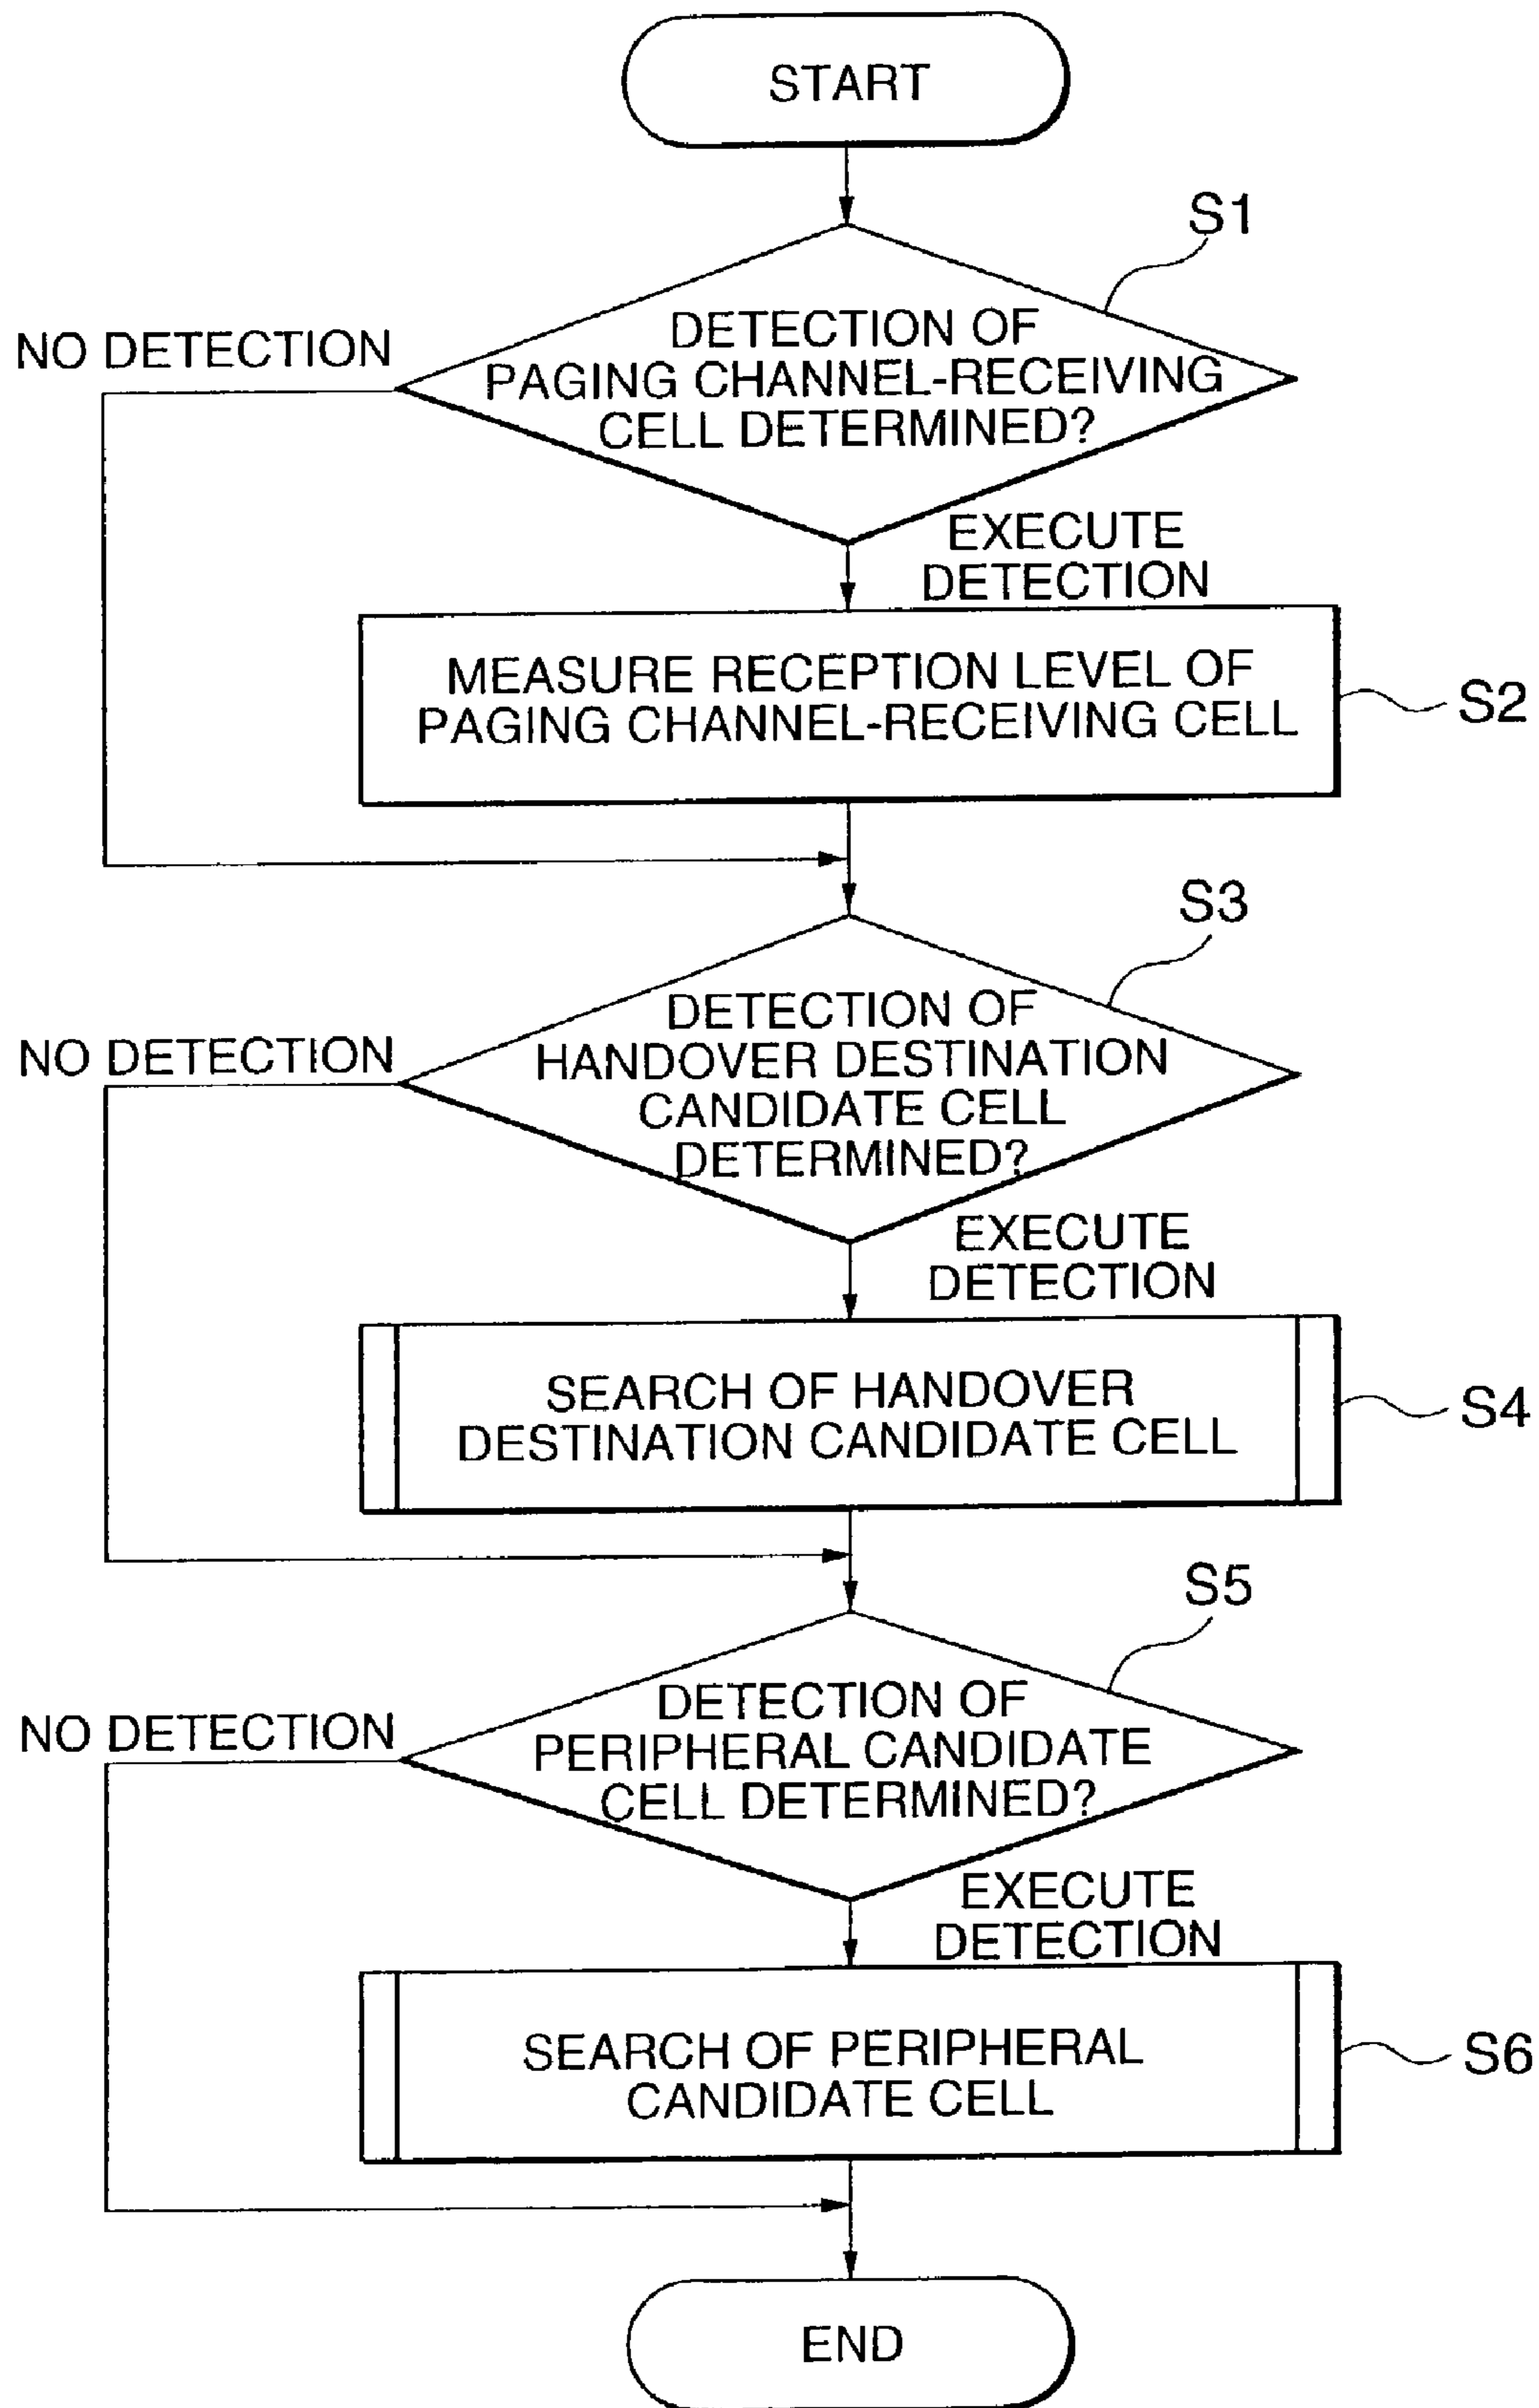 START
S1
NO DETECTION
DETECTION OF
PAGING CHANNEL-RECEIVING
CELL DETERMINED?
EXECUTE
DETECTION
MEASURE RECEPTION LEVEL OF
PAGING CHANNEL-RECEIVING CELL
S2
S3
NO DETECTION
DETECTION OF
HANDOVER DESTINATION
CANDIDATE CELL
DETERMINED?
EXECUTE
DETECTION
SEARCH OF HANDOVER
DESTINATION CANDIDATE CELL
S4
S5
NO DETECTION
DETECTION OF
PERIPHERAL CANDIDATE
CELL DETERMINED?
EXECUTE
DETECTION
SEARCH OF PERIPHERAL
CANDIDATE CELL
S6
END